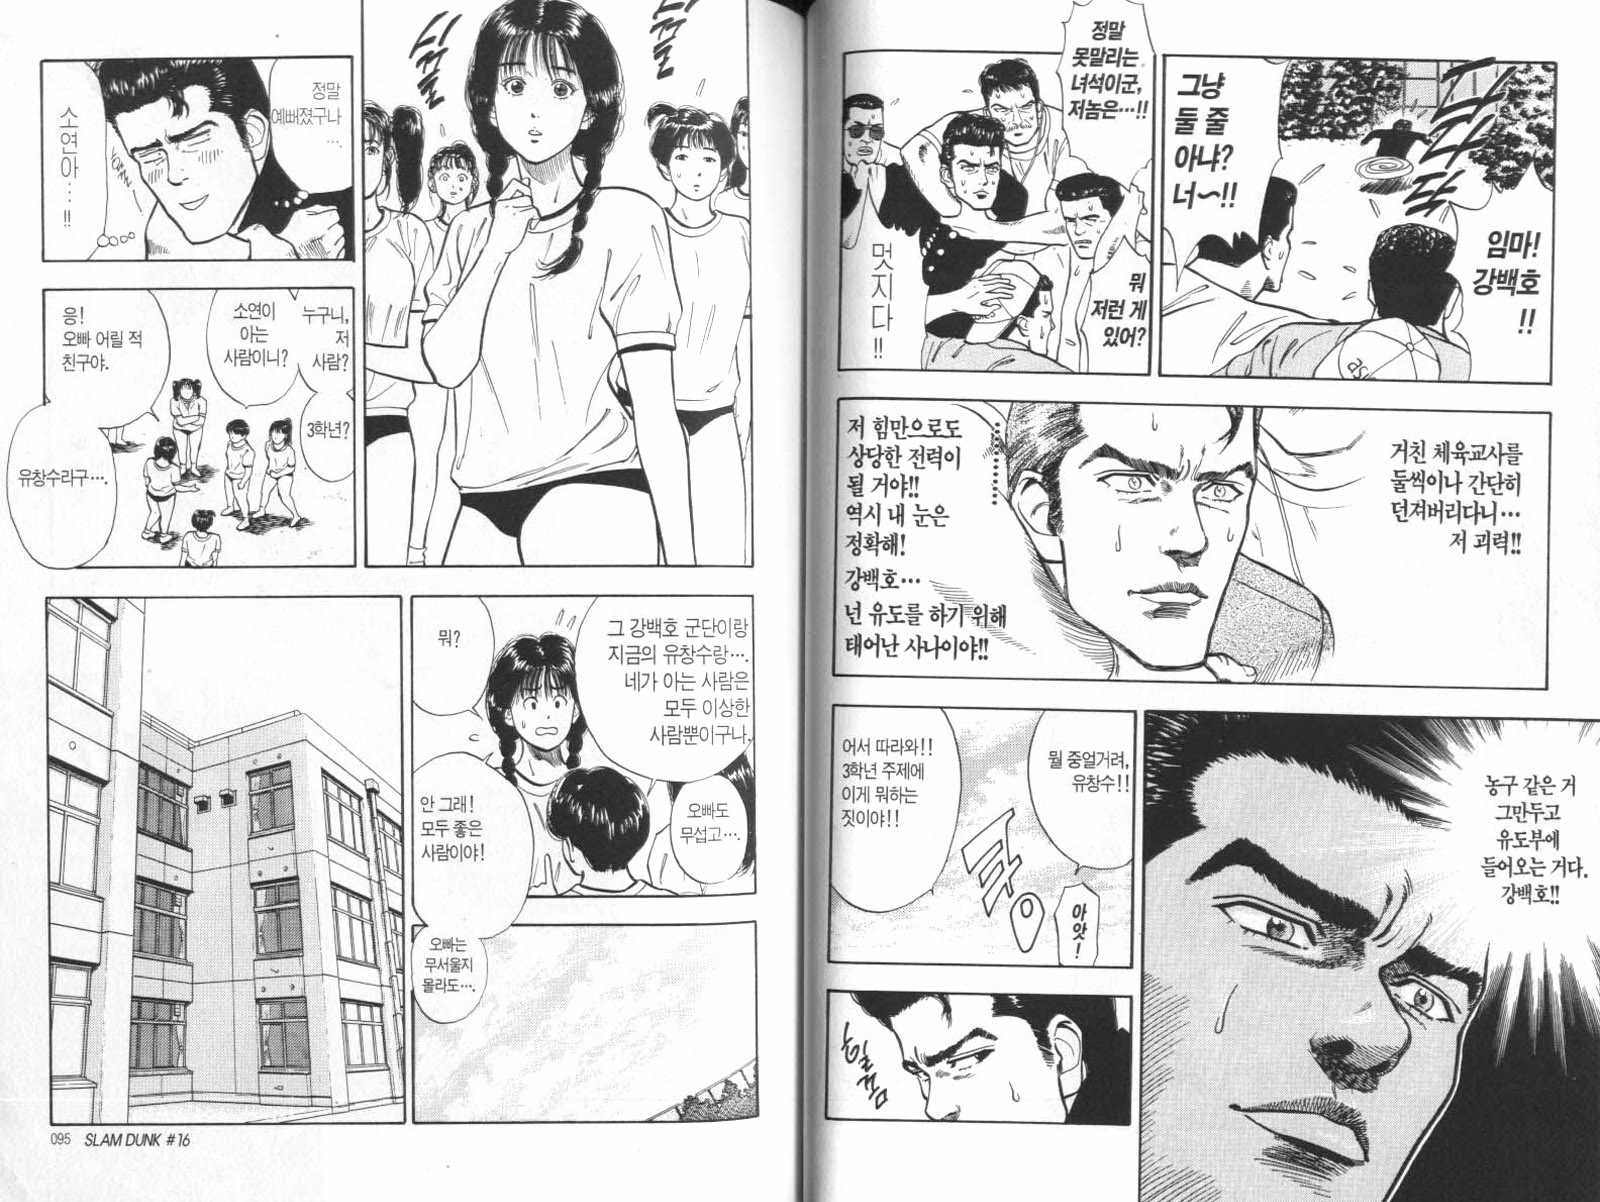 임마!
강백호
!!
그냥
둘 줄
아냐?
너~!!
정말
못말리는
녀석이군,
저놈은…!!
뭐
저런 게
있어?
멋지다!!
거친 체육교사를
둘씩이나 간단히
던져버리다니…
저 괴력!!
저 힘만으로도
상당한 전력이
될 거야!!
역시 내 눈은
정확해!
강백호…
넌 유도를 하기 위해
태어난 사나이야!!
농구 같은 거
그만두고
유도부에
들어오는 거다.
강백호!!
뭘 중얼거려,
유창수!!
어서 따라와!!
3학년 주제에
이게 뭐하는
짓이야!!
아
앗!
힐끔
정말
예뻐졌구나
…
소연아…!!
누구니,
저
사람?
3학년?
소연이
아는
사람이니?
응!
오빠 어릴 적
친구야.
유창수라구….
그 강백호 군단이랑
지금의 유창수랑….
네가 아는 사람은
모두 이상한
사람뿐이구나.
오빠도
무섭고….
뭐?
안 그래!
모두 좋은
사람이야!
오빠는
무서울지
몰라도….
095 SLAM DUNK #16